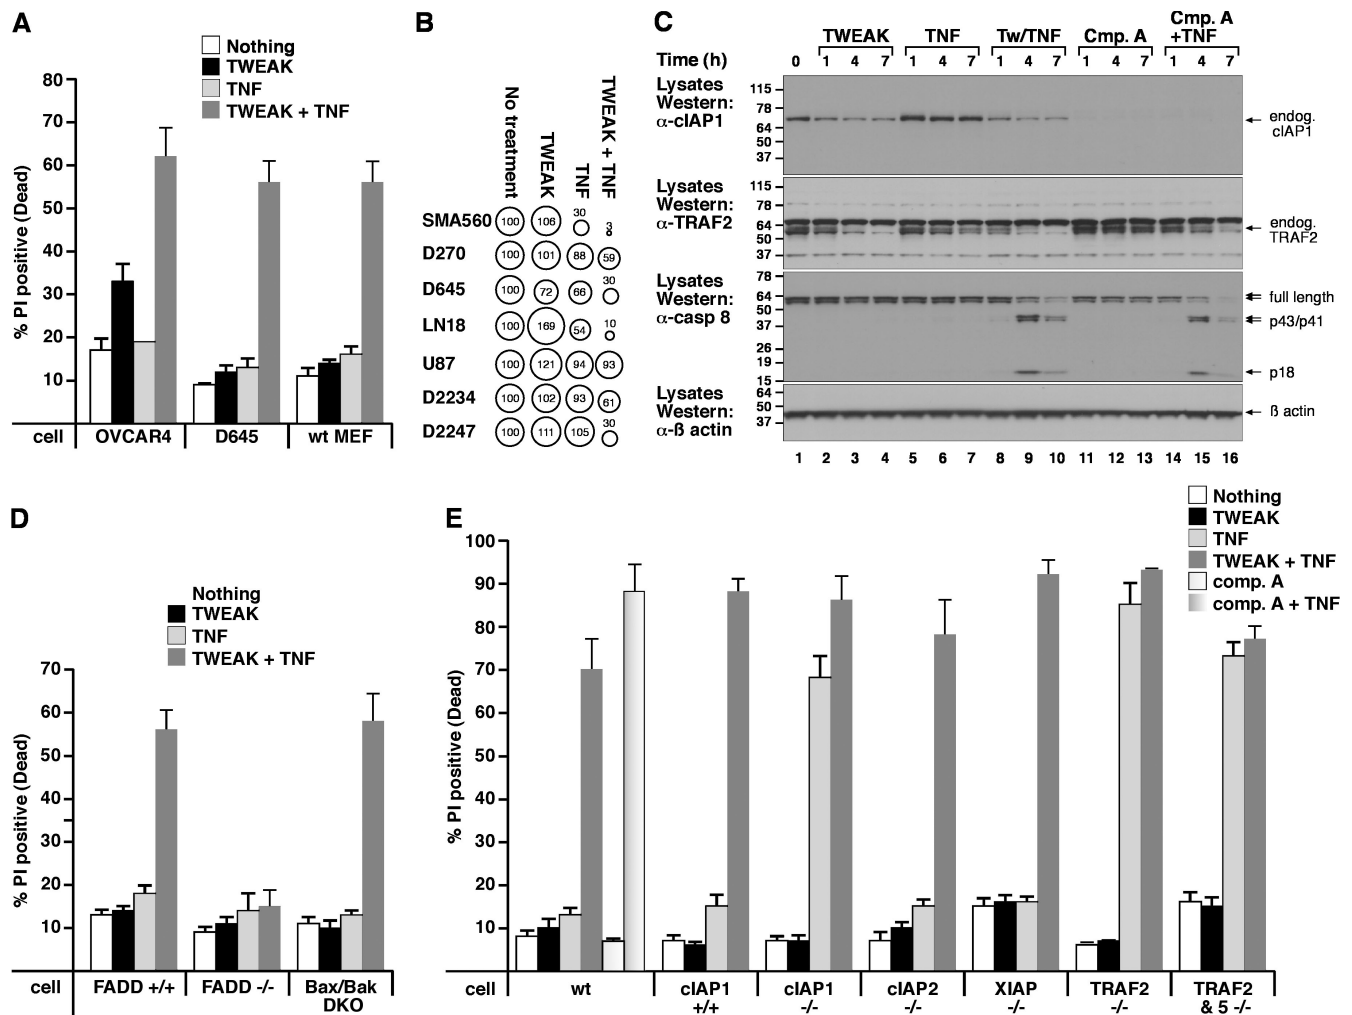 A
Nothing
TWEAK
TNF
TWEAK + TNF
% PI positive (Dead)
80
70
60
50
40
30
20
10
cell
OVCAR4
D645
wt MEF
B
No treatment
TWEAK
TNF
TWEAK + TNF
SMA560 100 106 30 3
D270 100 101 88 59
D645 100 72 66 30
LN18 100 169 54 10
U87 100 121 94 93
D2234 100 102 93 61
D2247 100 111 105 30
C
TWEAK
TNF
Tw/TNF
Cmp. A
Cmp. A
+TNF
Time (h) 0 1 4 7 1 4 7 1 4 7 1 4 7 1 4 7
Lysates
Western:
α-cIAP1
115
78
64
50
37
endog.
cIAP1
Lysates
Western:
α-TRAF2
115
78
64
50
37
endog.
TRAF2
Lysates
Western:
α-casp 8
78
64
50
37
26
19
15
full length
p43/p41
p18
Lysates
Western:
α-ß actin
64
50
37
ß actin
1 2 3 4 5 6 7 8 9 10 11 12 13 14 15 16
D
Nothing
TWEAK
TNF
TWEAK + TNF
% PI positive (Dead)
70
60
50
40
30
20
10
cell
FADD +/+
FADD -/-
Bax/Bak
DKO
E
Nothing
TWEAK
TNF
TWEAK + TNF
comp. A
comp. A + TNF
% PI positive (Dead)
100
90
80
70
60
50
40
30
20
10
cell
wt
cIAP1
+/+
cIAP1
-/-
cIAP2
-/-
XIAP
-/-
TRAF2
-/-
TRAF2
& 5 -/-